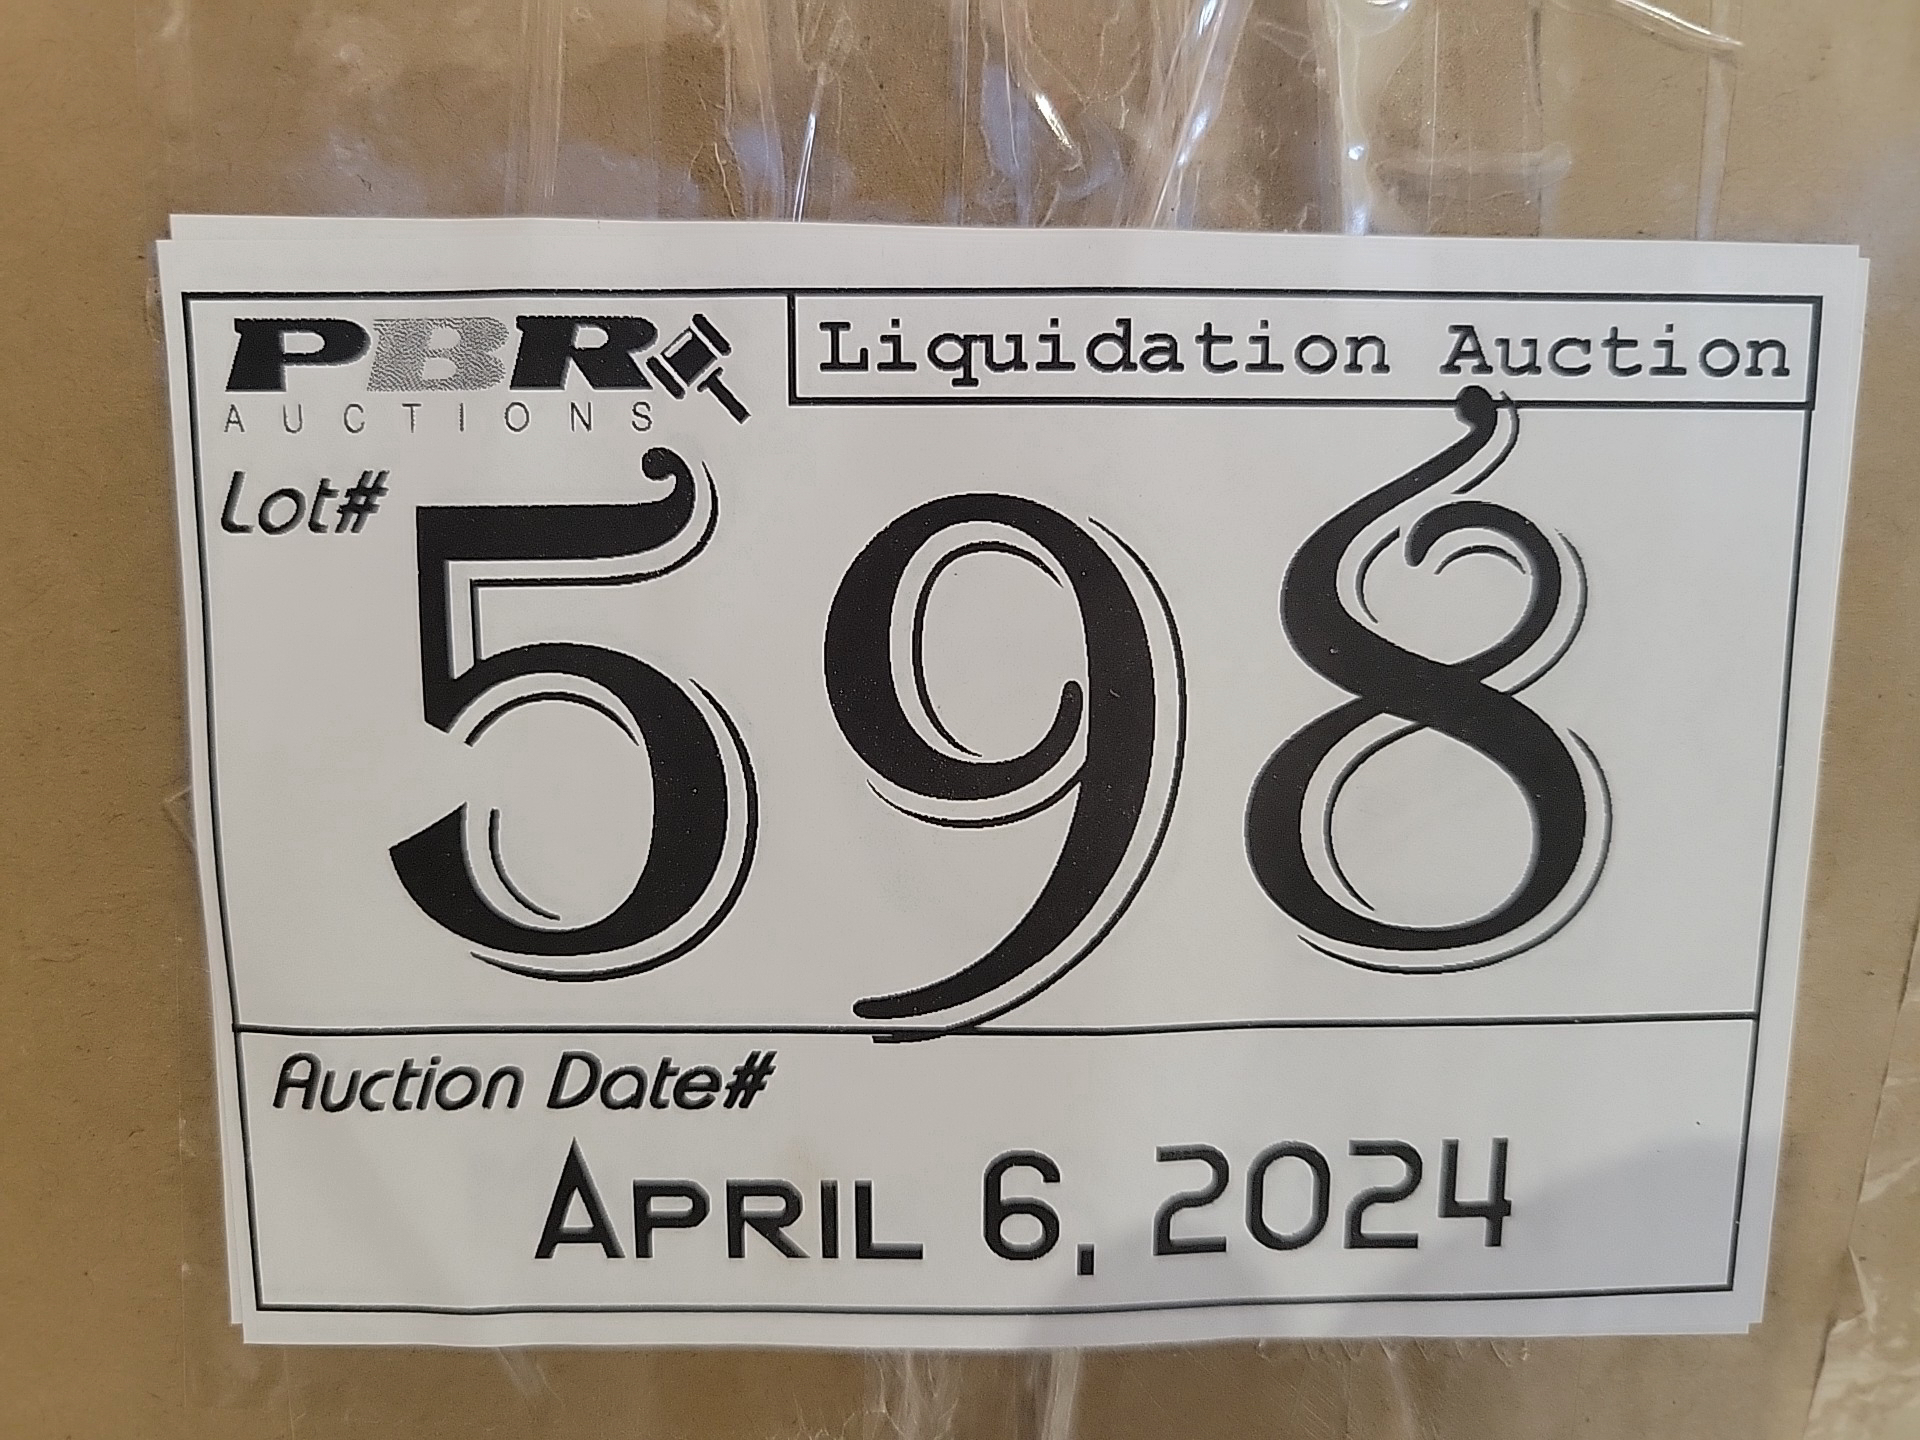 PBR
AUCTIONS
Liquidation Auction
Lot#
598
Auction Date#
APRIL 6, 2024